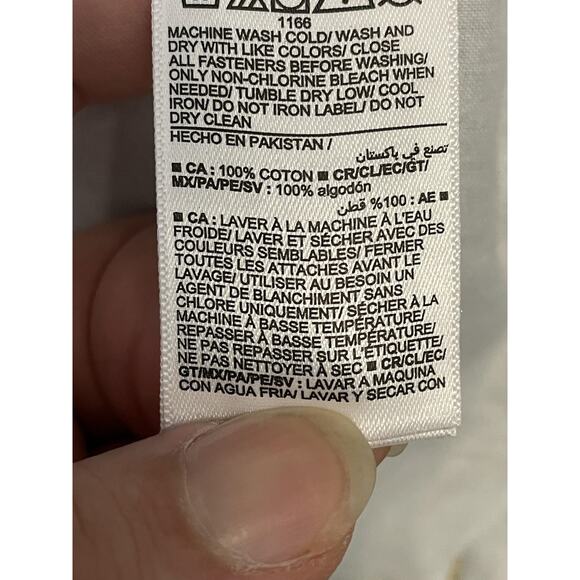 1166
MACHINE WASH COLD/ WASH AND
DRY WITH LIKE COLORS/ CLOSE
ALL FASTENERS BEFORE WASHING/
ONLY NON-CHLORINE BLEACH WHEN
NEEDED/ TUMBLE DRY LOW/ COOL
IRON/ DO NOT IRON LABEL/ DO NOT
DRY CLEAN
HECHO EN PAKISTAN / تصنع في باكستان
■ CA : 100% COTON ■ CR/CL/EC/GT/
MX/PA/PE/SV : 100% algodón
■ AE : 100% قطن
■ CA : LAVER À LA MACHINE À L'EAU
FROIDE/ LAVER ET SÉCHER AVEC DES
COULEURS SEMBLABLES/ FERMER
TOUTES LES ATTACHES AVANT LE
LAVAGE/ UTILISER AU BESOIN UN
AGENT DE BLANCHIMENT SANS
CHLORE UNIQUEMENT/ SÉCHER À LA
MACHINE À BASSE TEMPÉRATURE/
REPASSER À BASSE TEMPÉRATURE/
NE PAS REPASSER SUR L'ÉTIQUETTE/
NE PAS NETTOYER À SEC ■ CR/CL/EC/
GT/MX/PA/PE/SV : LAVAR A MAQUINA
CON AGUA FRIA/ LAVAR Y SECAR CON